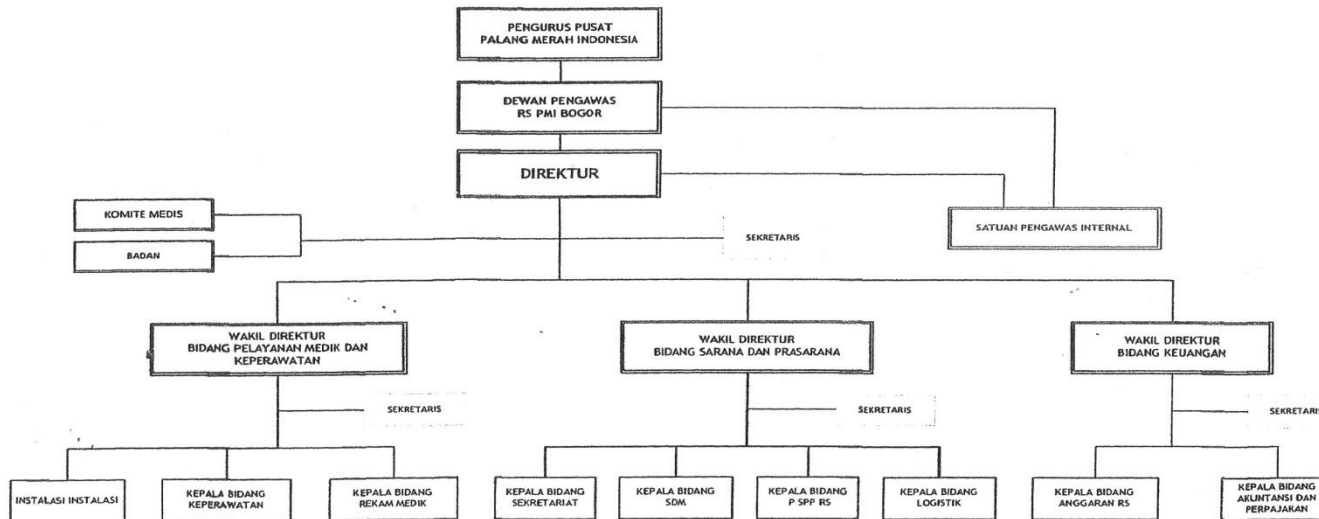 PENGURUS PUSAT
PALANG MERAH INDONESIA
DEWAN PENGAWAS
RS PMI BOGOR
DIREKTUR
KOMITE MEDIS
BADAN
SEKRETARIS
SATUAN PENGAWAS INTERNAL
WAKIL DIREKTUR
BIDANG PELAYANAN MEDIK DAN
KEPERAWATAN
WAKIL DIREKTUR
BIDANG SARANA DAN PRASARANA
WAKIL DIREKTUR
BIDANG KEUANGAN
SEKRETARIS
SEKRETARIS
SEKRETARIS
INSTALASI INSTALASI
KEPALA BIDANG
KEPERAWATAN
KEPALA BIDANG
REKAM MEDIK
KEPALA BIDANG
SEKRETARIAT
KEPALA BIDANG
SDM
KEPALA BIDANG
P SPP RS
KEPALA BIDANG
LOGISTIK
KEPALA BIDANG
ANGGARAN RS
KEPALA BIDANG
AKUNTANSI DAN
PERPAJAKAN